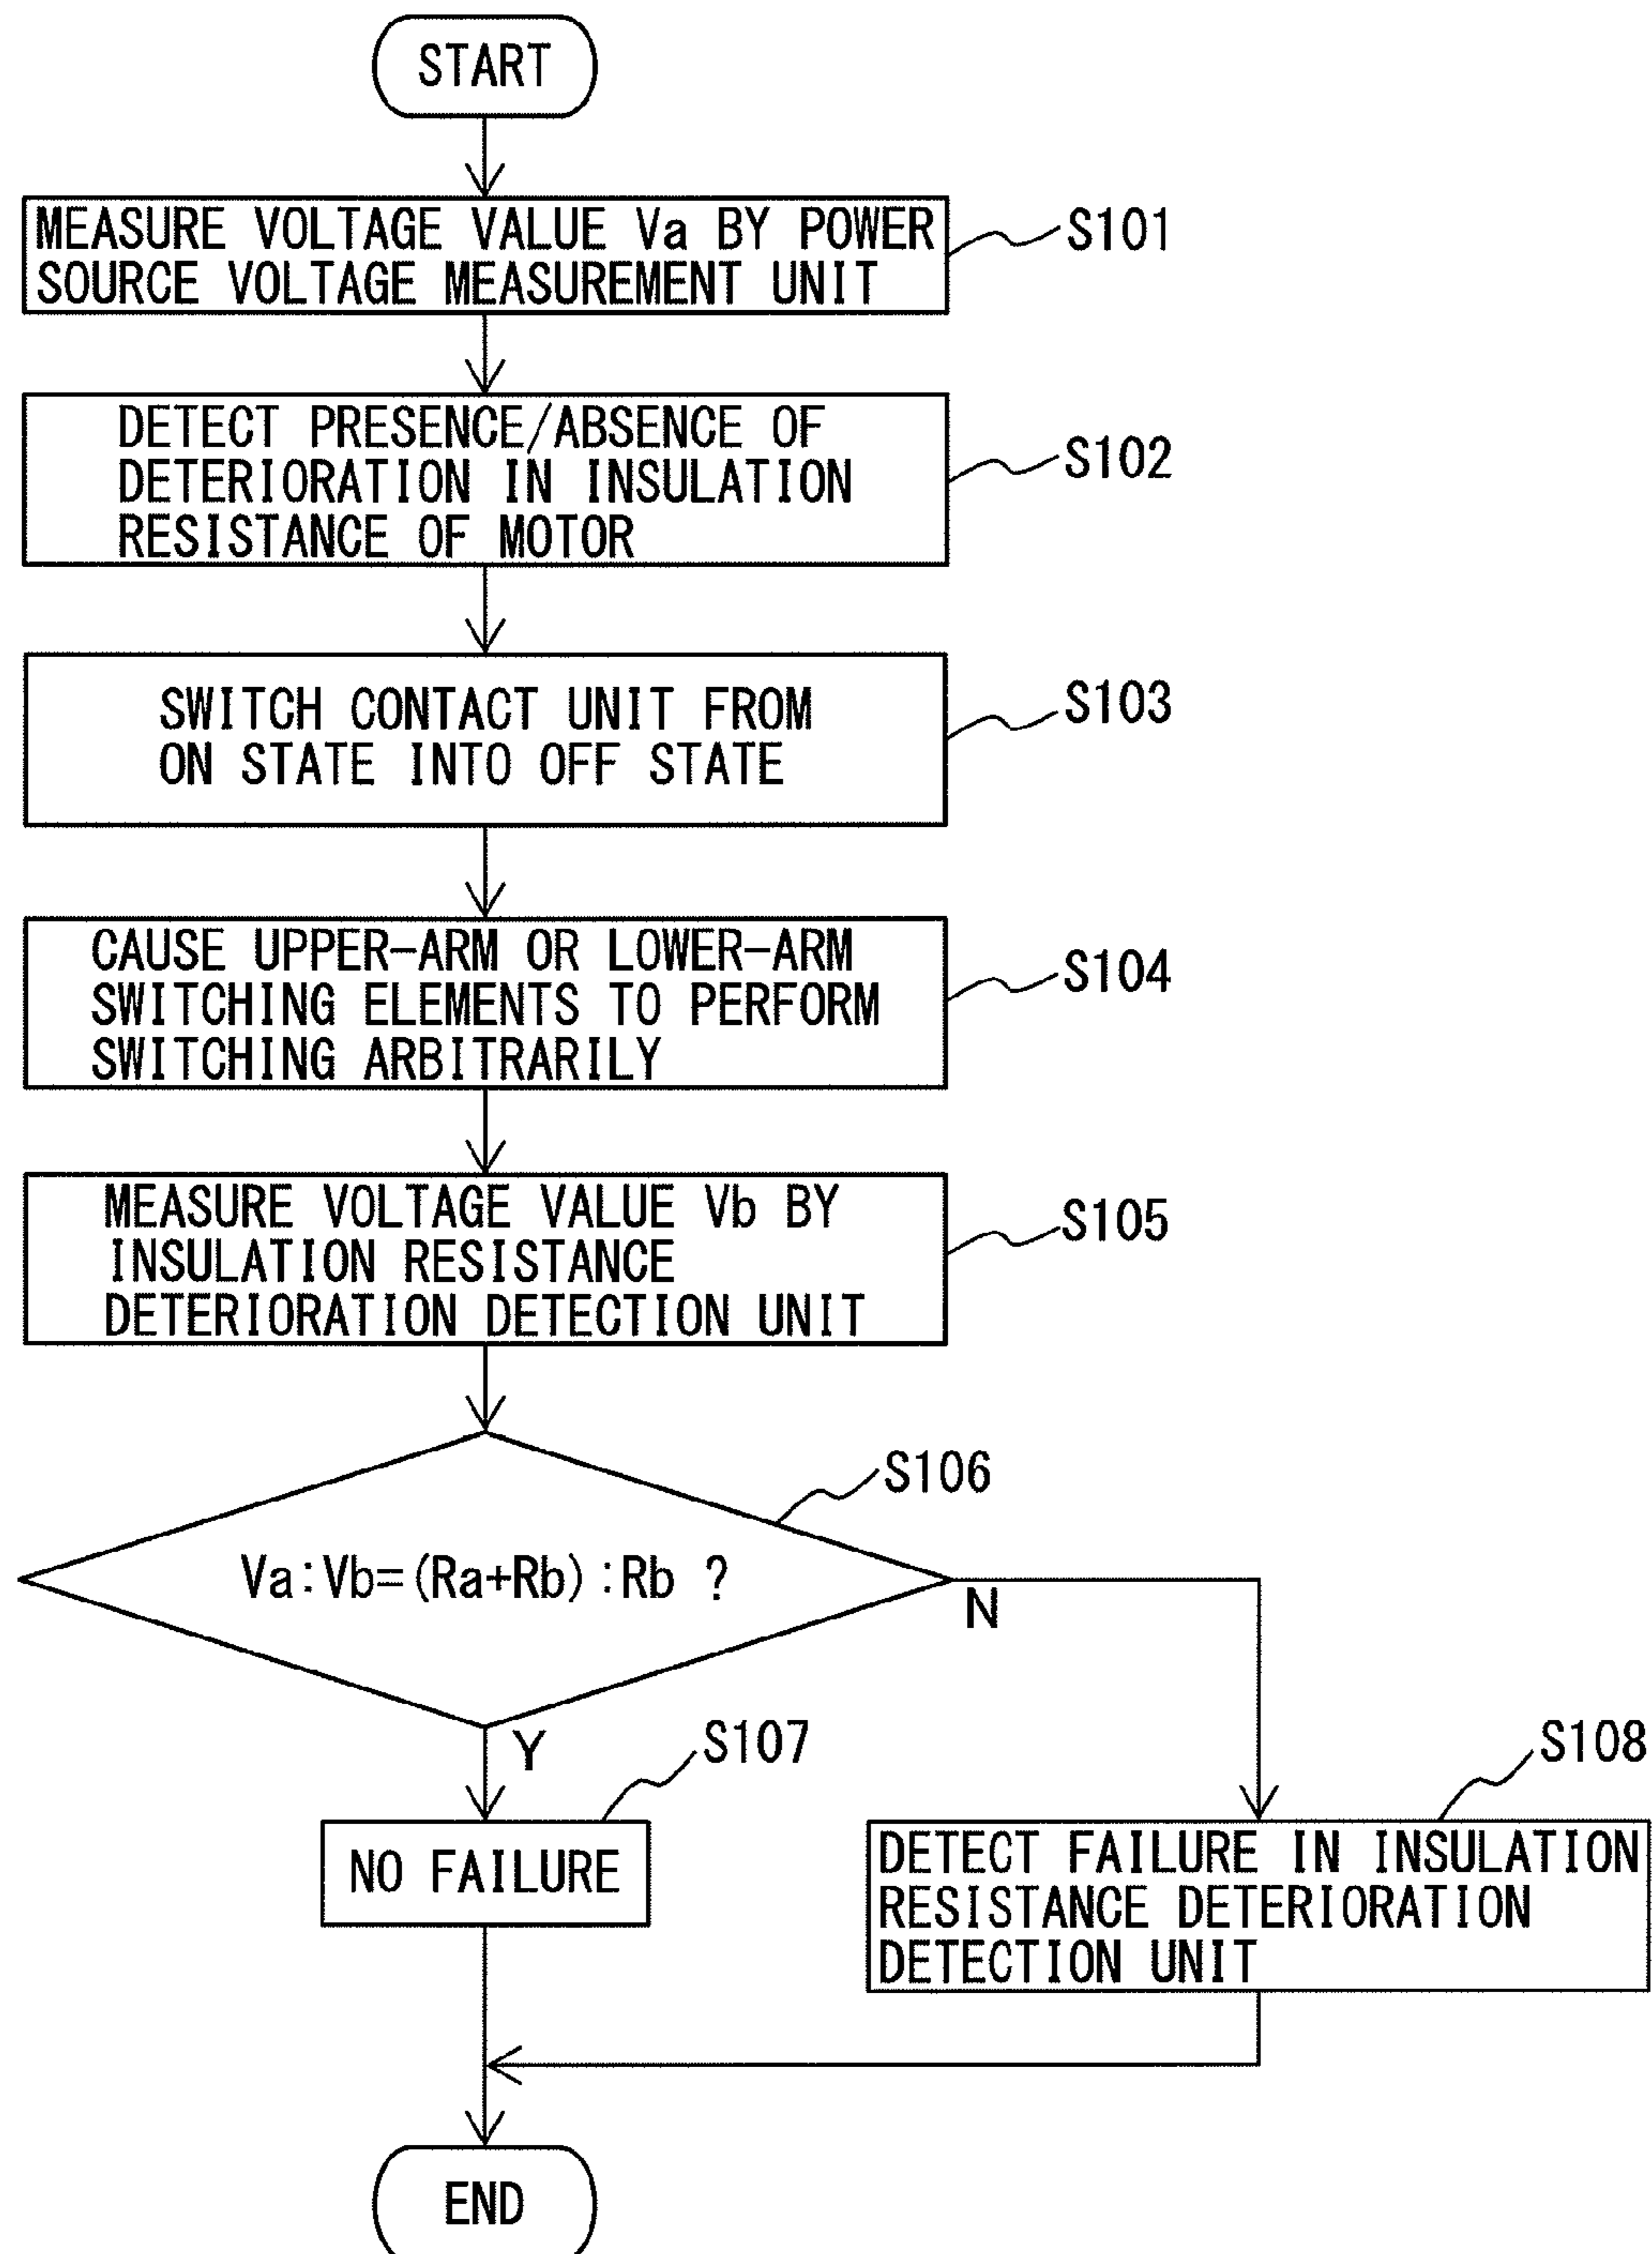 START
MEASURE VOLTAGE VALUE Va BY POWER
SOURCE VOLTAGE MEASUREMENT UNIT
S101
DETECT PRESENCE/ABSENCE OF
DETERIORATION IN INSULATION
RESISTANCE OF MOTOR
S102
SWITCH CONTACT UNIT FROM
ON STATE INTO OFF STATE
S103
CAUSE UPPER-ARM OR LOWER-ARM
SWITCHING ELEMENTS TO PERFORM
SWITCHING ARBITRARILY
S104
MEASURE VOLTAGE VALUE Vb BY
INSULATION RESISTANCE
DETERIORATION DETECTION UNIT
S105
S106
Va:Vb=(Ra+Rb):Rb ?
N
Y
S107
NO FAILURE
S108
DETECT FAILURE IN INSULATION
RESISTANCE DETERIORATION
DETECTION UNIT
END